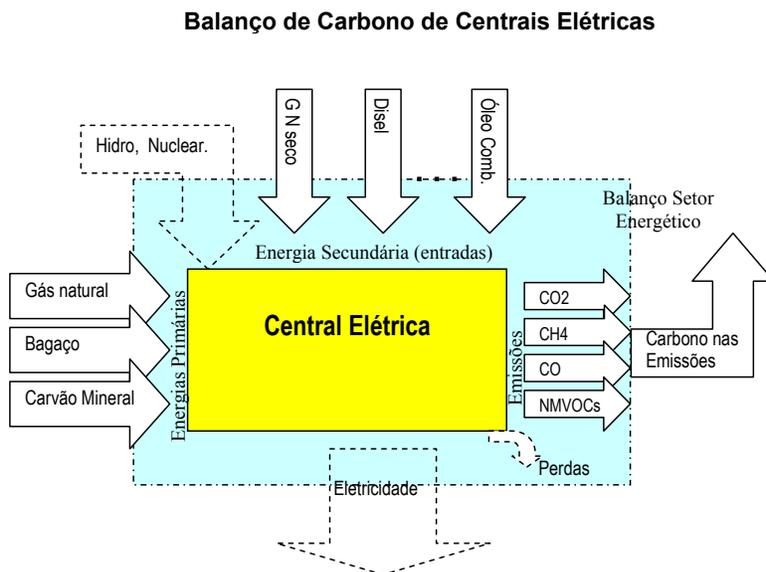 Balanço de Carbono de Centrais Elétricas
G N seco
Disel
Óleo Comb.
Hidro, Nuclear.
Balanço Setor
Energético
Energia Secundária (entradas)
Gás natural
Bagaço
Carvão Mineral
Energias Primárias
Central Elétrica
Emissões
CO2
CH4
CO
NMVOCs
Carbono nas
Emissões
Perdas
Eletricidade